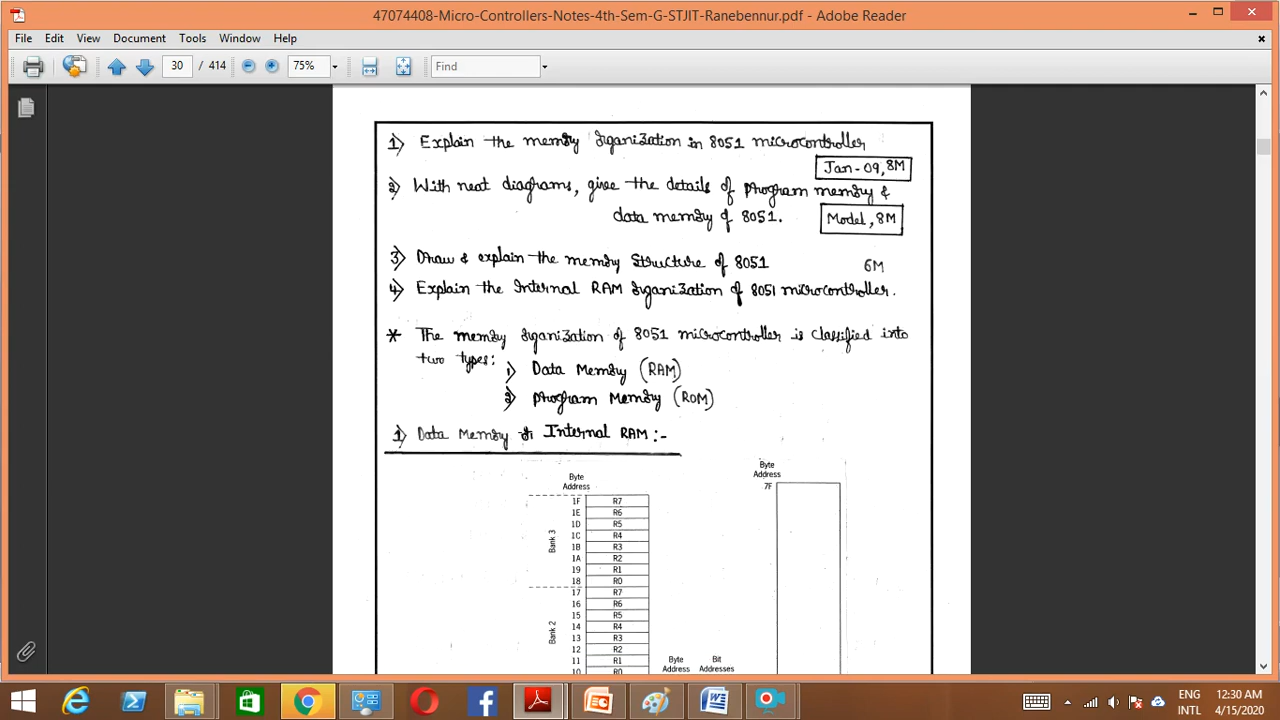 47074408-Micro-Controllers-Notes-4th-Sem-G-STJIT-Ranebennur.pdf - Adobe Reader
File Edit View Document Tools Window Help
30 / 414 75% Find
1) Explain the memory organization in 8051 microcontroller
Jan-09, 8M
2) With neat diagrams, give the details of program memory &
data memory of 8051. Model, 8M
3) Draw & explain the memory structure of 8051 6M
4) Explain the Internal RAM organization of 8051 microcontroller.
* The memory organization of 8051 microcontroller is classified into
two types:
1) Data Memory (RAM)
2) Program Memory (ROM)
1) Data Memory or Internal RAM :-
Byte
Address
Byte
Address
7F
1F R7
1E R6
1D R5
1C R4
1B R3
1A R2
19 R1
18 R0
Bank 3
17 R7
16 R6
15 R5
14 R4
13 R3
12 R2
11 R1
10 R0
Bank 2
Byte
Address
Bit
Addresses
ENG
INTL
12:30 AM
4/15/2020